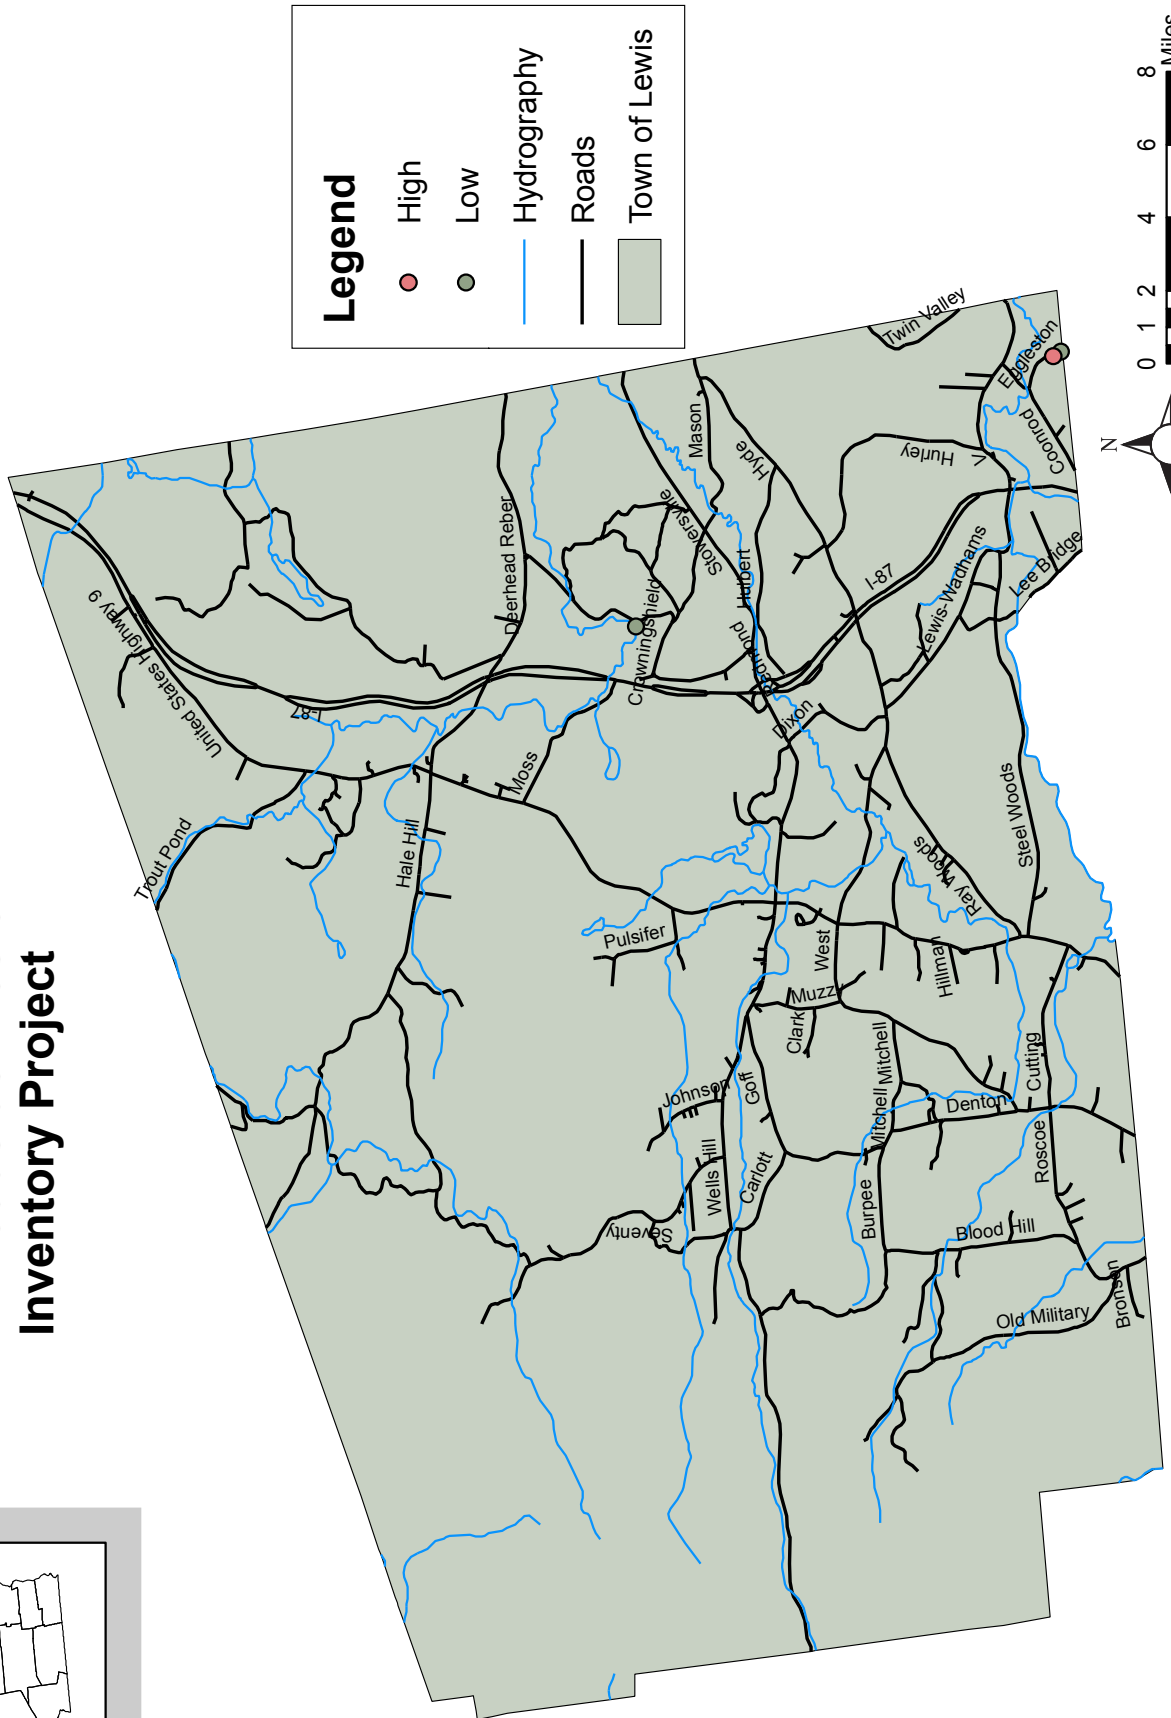 Inventory Project
Legend
High
Low
Hydrography
Roads
Town of Lewis
Trout Pond
United States Highway 9
I-87
Hale Hill
Moss
Deerhead Reber
Crowningshield
Stowersville
Mason
Hyde
Hulbert
Redmond
Dixon
I-87
Hurley
Twin Valley
Eggleston
Coonrod
Lee Bridge
Lewis-Wadhams
Steel Woods
Ray Woods
Pulsifer
West
Muzz
Clark
Hillman
Mitchell
Mitchell
Cutting
Denton
Roscoe
Johnson
Goff
Wells Hill
Carlott
Seventy
Burpee
Blood Hill
Old Military
Bronson
N
0 1 2 4 6 8
Miles